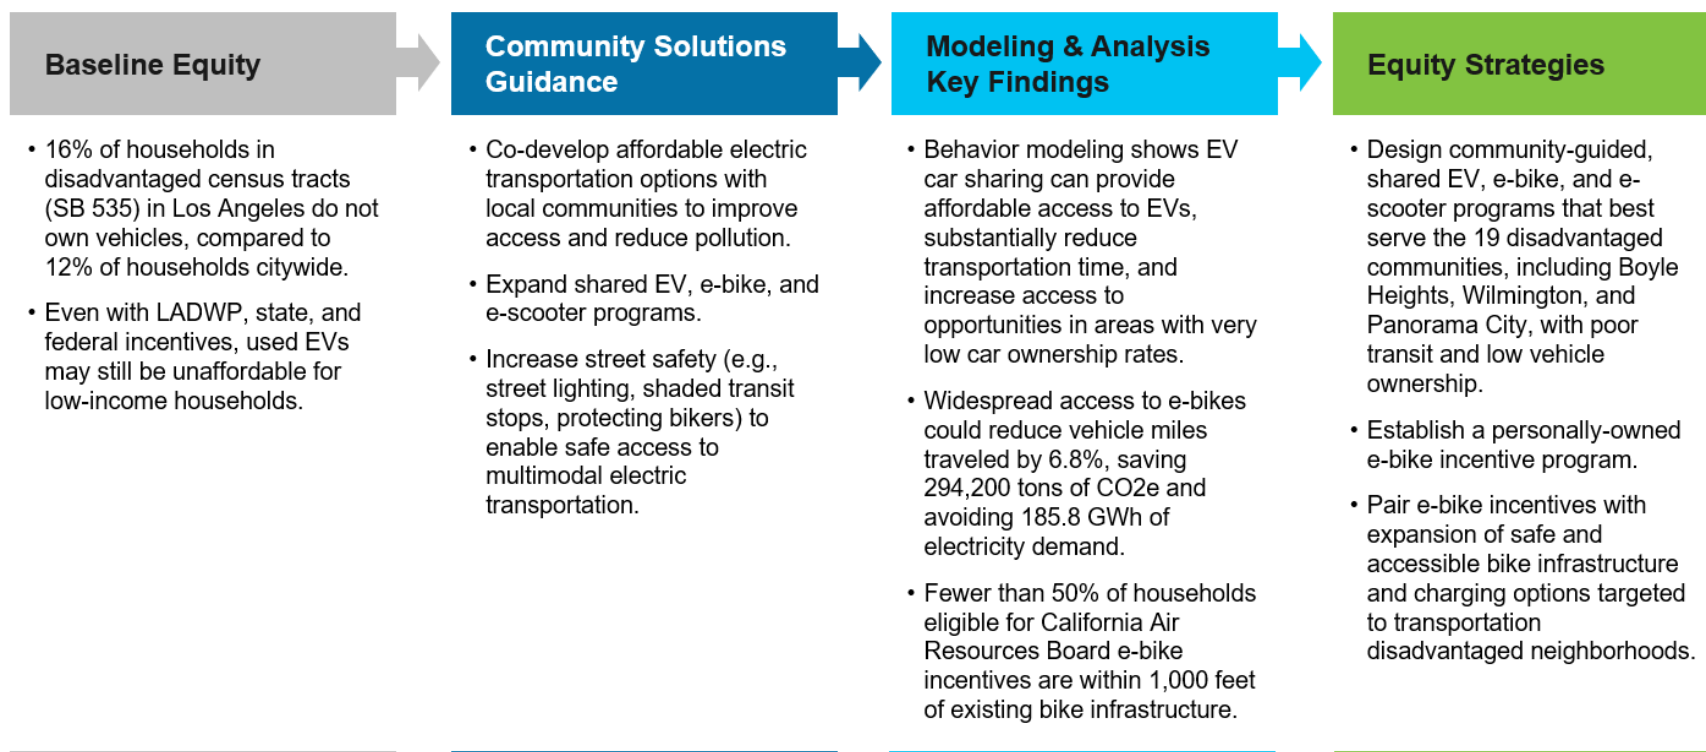 Baseline Equity
• 16% of households in
disadvantaged census tracts
(SB 535) in Los Angeles do not
own vehicles, compared to
12% of households citywide.
• Even with LADWP, state, and
federal incentives, used EVs
may still be unaffordable for
low-income households.
Community Solutions
Guidance
• Co-develop affordable electric
transportation options with
local communities to improve
access and reduce pollution.
• Expand shared EV, e-bike, and
e-scooter programs.
• Increase street safety (e.g.,
street lighting, shaded transit
stops, protecting bikers) to
enable safe access to
multimodal electric
transportation.
Modeling & Analysis
Key Findings
• Behavior modeling shows EV
car sharing can provide
affordable access to EVs,
substantially reduce
transportation time, and
increase access to
opportunities in areas with very
low car ownership rates.
• Widespread access to e-bikes
could reduce vehicle miles
traveled by 6.8%, saving
294,200 tons of CO2e and
avoiding 185.8 GWh of
electricity demand.
• Fewer than 50% of households
eligible for California Air
Resources Board e-bike
incentives are within 1,000 feet
of existing bike infrastructure.
Equity Strategies
• Design community-guided,
shared EV, e-bike, and e-
scooter programs that best
serve the 19 disadvantaged
communities, including Boyle
Heights, Wilmington, and
Panorama City, with poor
transit and low vehicle
ownership.
• Establish a personally-owned
e-bike incentive program.
• Pair e-bike incentives with
expansion of safe and
accessible bike infrastructure
and charging options targeted
to transportation
disadvantaged neighborhoods.